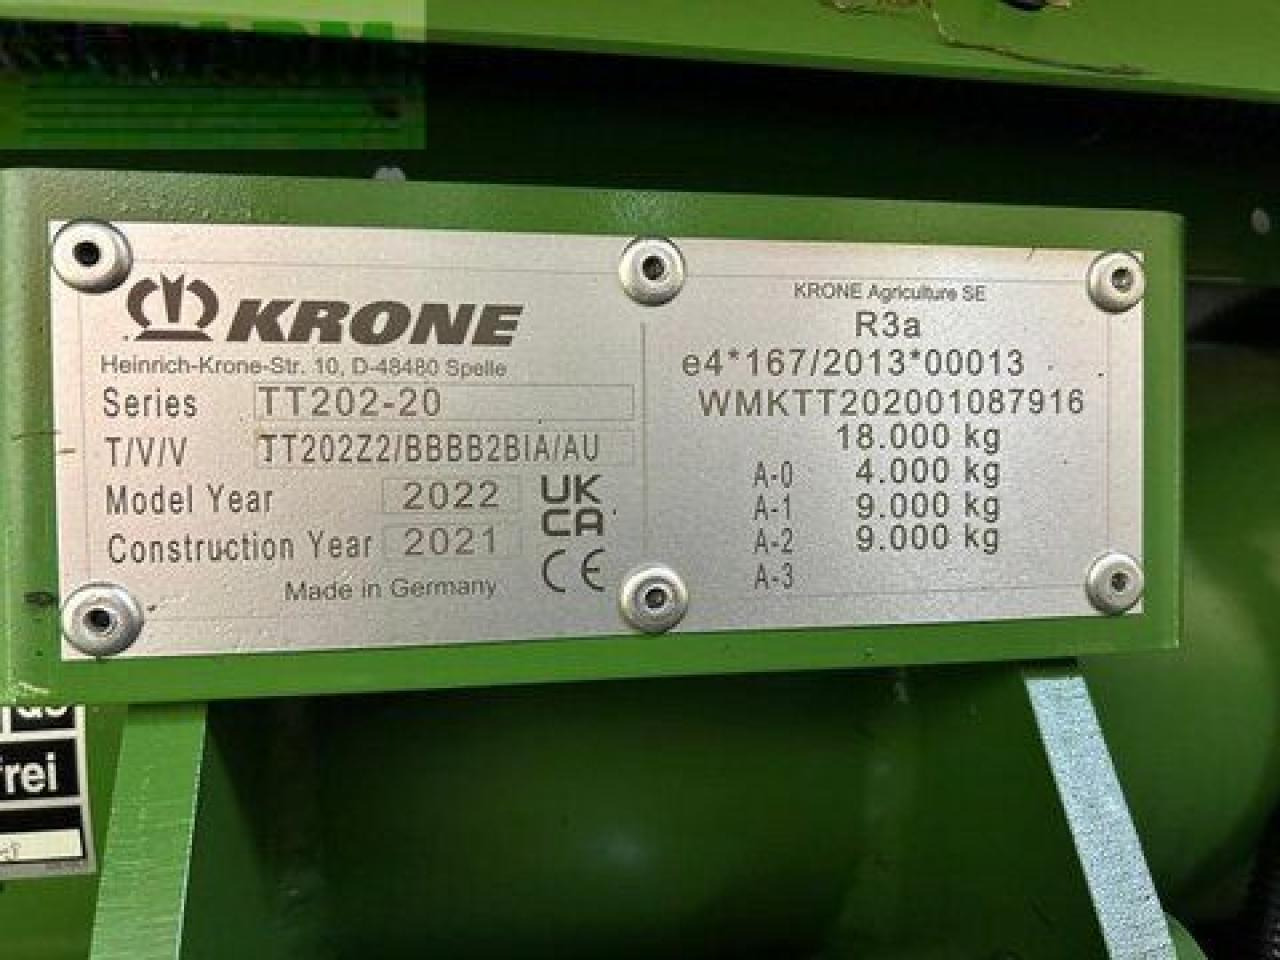 KRONE
Heinrich-Krone-Str. 10, D-48480 Spelle
Series TT202-20
T/V/V TT202Z2/BBBB2BIA/AU
Model Year 2022
Construction Year 2021
UK
CA
CE
Made in Germany
KRONE Agriculture SE
R3a
e4*167/2013*00013
WMKTT202001087916
18.000 kg
A-0 4.000 kg
A-1 9.000 kg
A-2 9.000 kg
A-3
frei